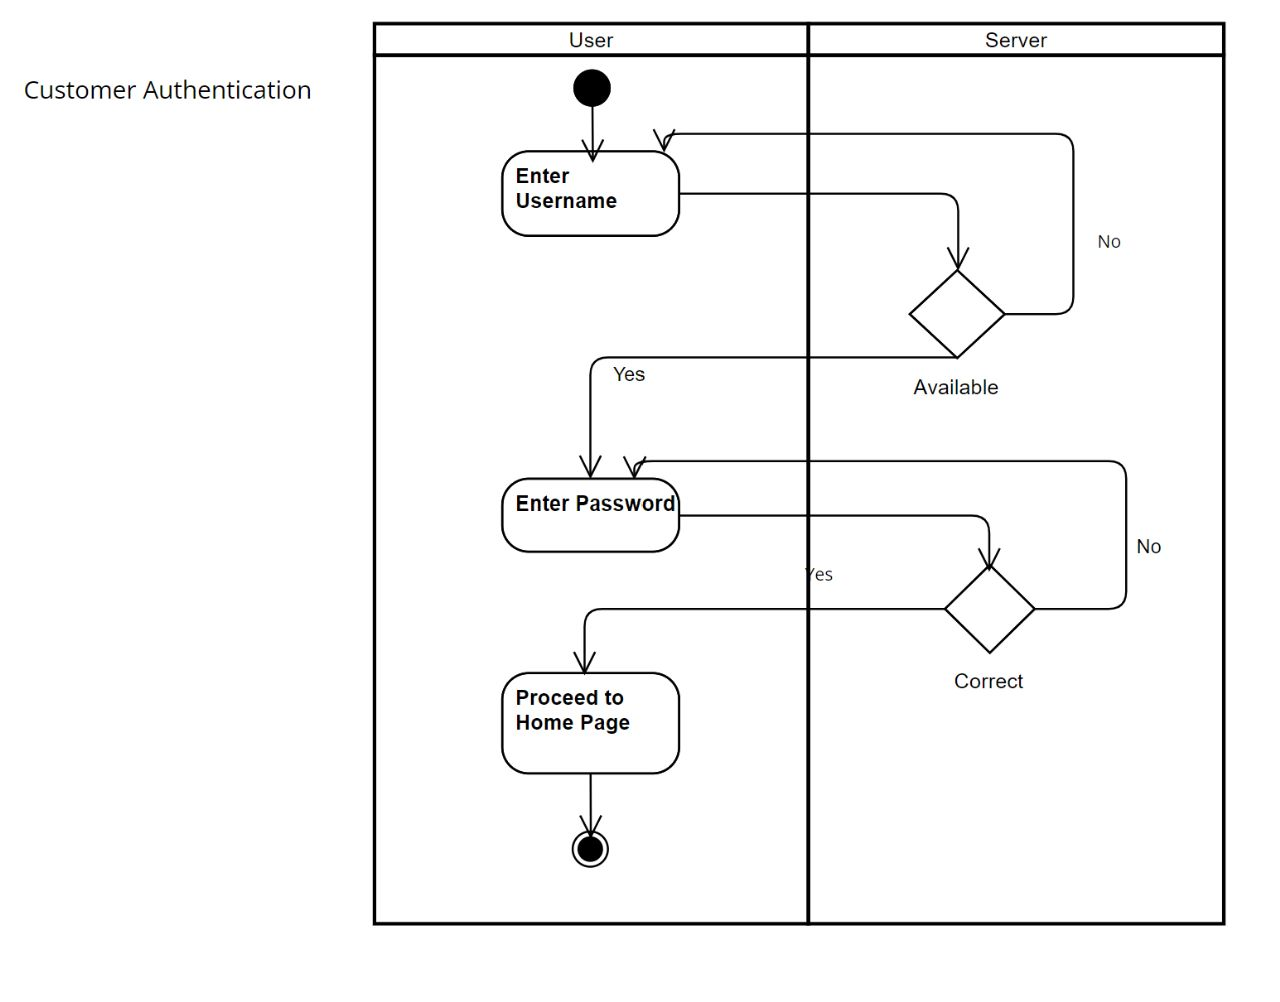 User
Server
Customer Authentication
Enter
Username
No
Yes
Available
Enter Password
No
Yes
Correct
Proceed to
Home Page